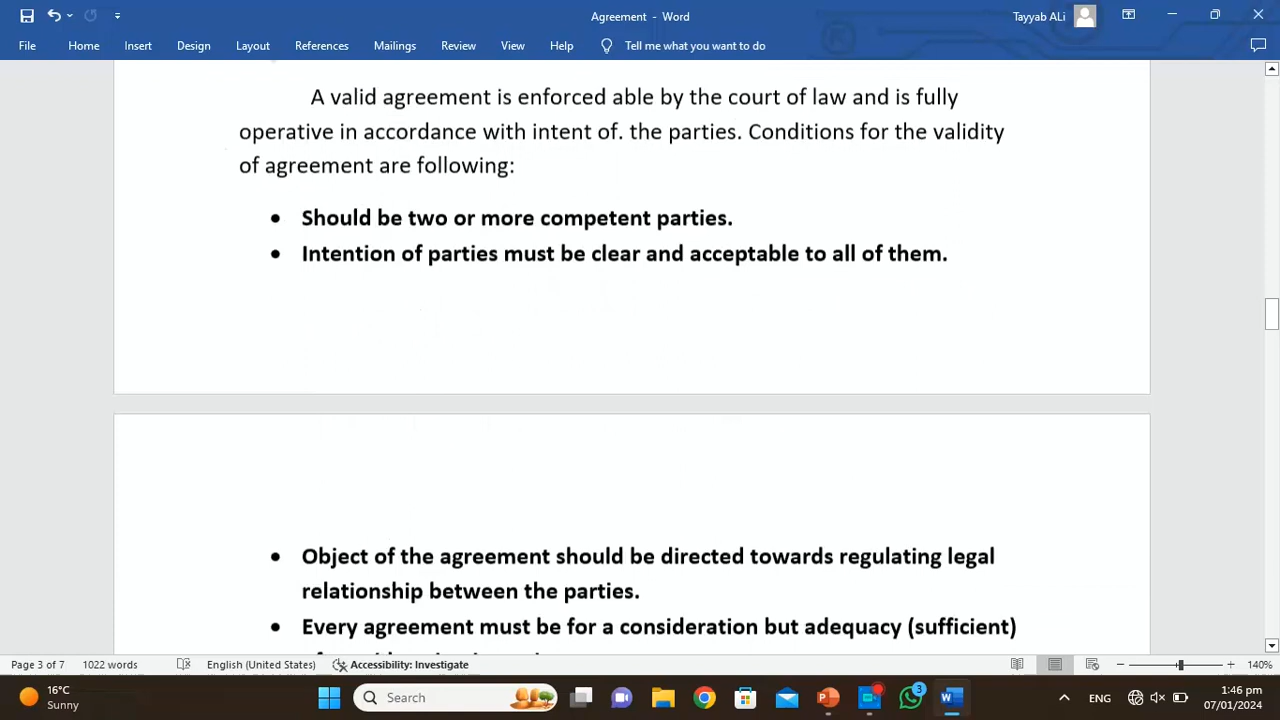 Agreement - Word
Tayyab ALi
File Home Insert Design Layout References Mailings Review View Help Tell me what you want to do
A valid agreement is enforced able by the court of law and is fully
operative in accordance with intent of. the parties. Conditions for the validity
of agreement are following:
• Should be two or more competent parties.
• Intention of parties must be clear and acceptable to all of them.
• Object of the agreement should be directed towards regulating legal
relationship between the parties.
• Every agreement must be for a consideration but adequacy (sufficient)
Page 3 of 7 1022 words English (United States) Accessibility: Investigate 140%
16°C
Sunny
Search
3
ENG
1:46 pm
07/01/2024